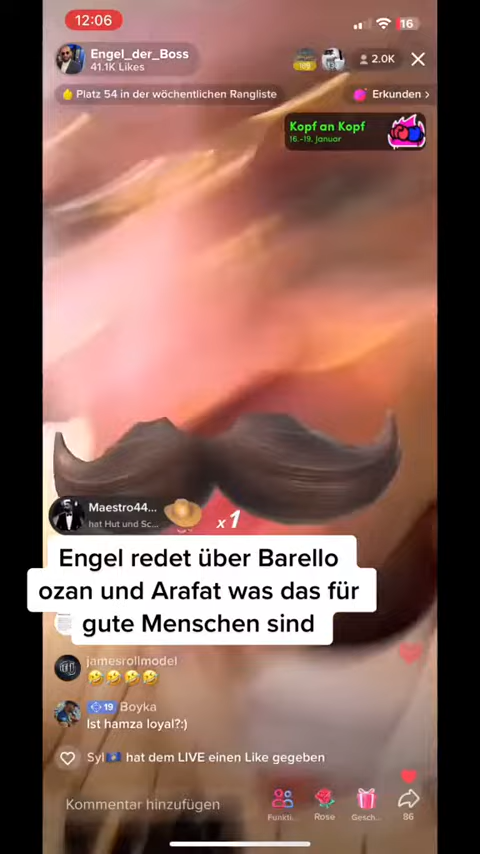 12:06
16
Engel_der_Boss
41.1K Likes
2.0K
Platz 54 in der wöchentlichen Rangliste
Erkunden >
Kopf an Kopf
16.-19. Januar
Maestro44...
hat Hut und Sc...
x1
Engel redet über Barello
ozan und Arafat was das für
gute Menschen sind
jamesrollmodel
🤣🤣🤣🤣
19 Boyka
Ist hamza loyal?:)
Syl hat dem LIVE einen Like gegeben
Kommentar hinzufügen
Funkti...
Rose
Gesch...
86